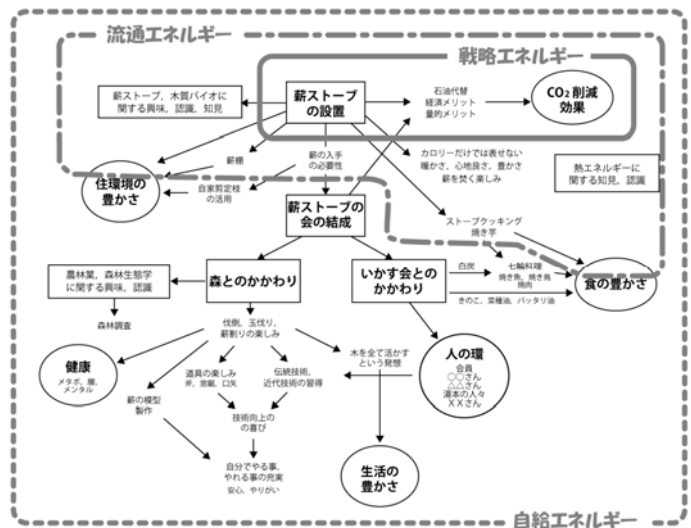 流通エネルギー
戦略エネルギー
薪ストーブ、木質バイオに
関する興味、認識、知見
薪ストーブ
の設置
石油代替
経済メリット
量的メリット
CO₂ 削減
効果
薪棚
薪の入手
の必要性
カロリーだけでは表せない
暖かさ、心地良さ、豊かさ
薪を焚く楽しみ
熱エネルギーに
関する知見、認識
住環境の
豊かさ
自家剪定枝
の活用
薪ストーブの
会の結成
ストーブクッキング
焼き芋
農林業、森林生態学
に関する興味、認識
森とのかかわり
いかす会との
かかわり
白炭
七輪料理
焼き魚、焼き鳥
焼肉
きのこ、菜種油、バッタリ油
食の豊かさ
森林調査
伐倒、玉伐り、
薪割りの楽しみ
健康
メタボ、腰、
メンタル
道具の楽しみ
伝統技術、
近代技術の習得
木を全て活かす
という発想
人の環
会員
○○さん
△△さん
湯本の人々
XXさん
薪の模型
製作
技術向上の
の喜び
自分でやる事、
やれる事の充実
安心、やりがい
生活の
豊かさ
自給エネルギー